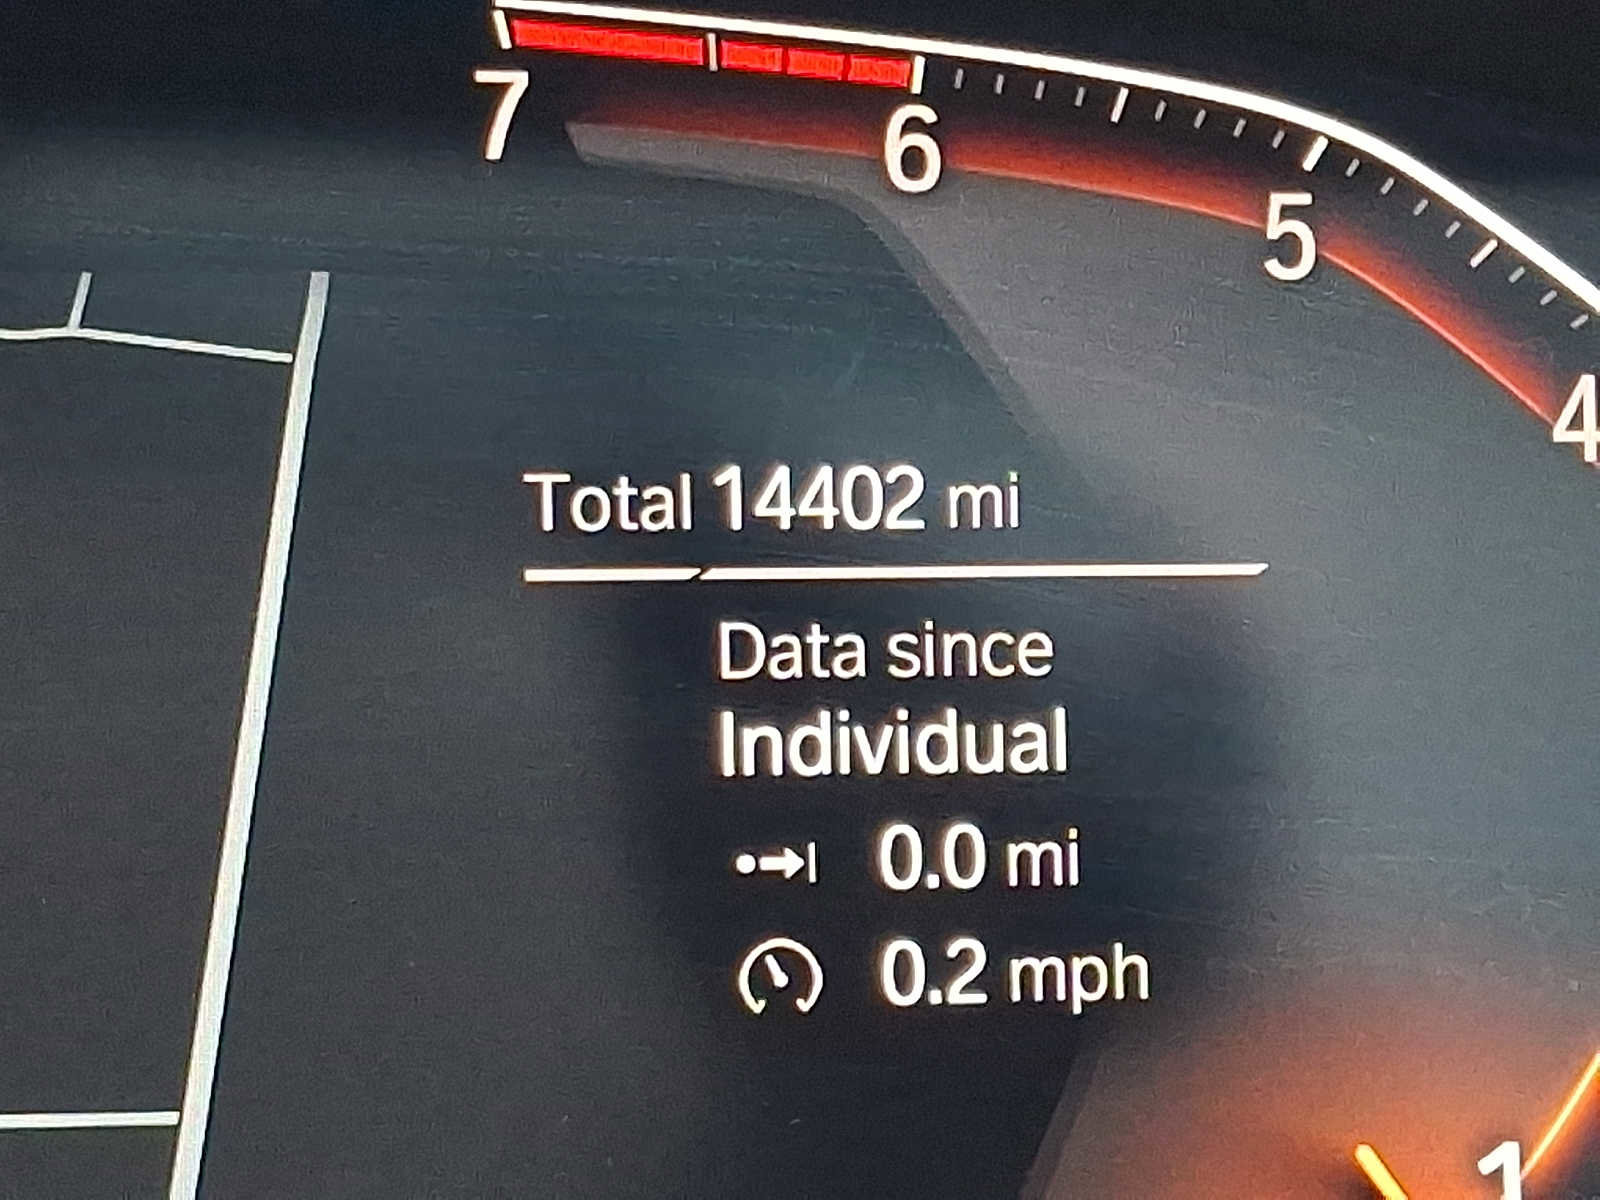 7
6
5
4
Total 14402 mi
Data since
Individual
0.0 mi
0.2 mph
1